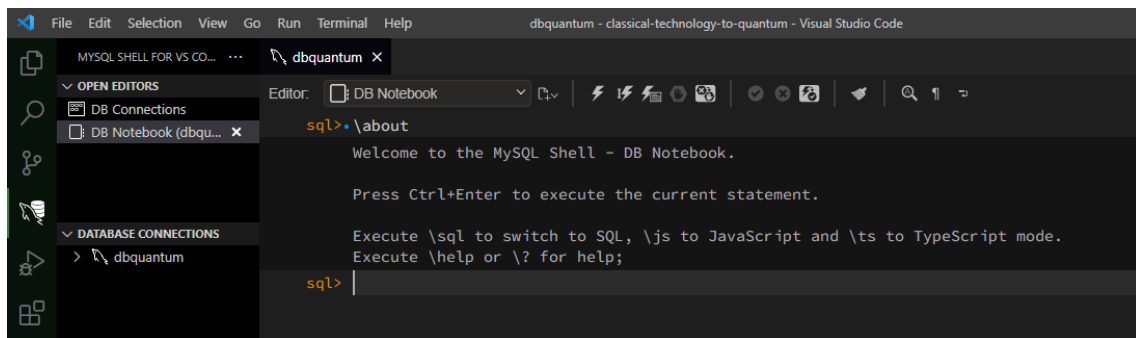 File Edit Selection View Go Run Terminal Help dbquantum - classical-technology-to-quantum - Visual Studio Code
MYSQL SHELL FOR VS CO... ···
dbquantum
OPEN EDITORS
DB Connections
DB Notebook (dbqu...
DATABASE CONNECTIONS
dbquantum
Editor: DB Notebook
sql> \about
Welcome to the MySQL Shell - DB Notebook.
Press Ctrl+Enter to execute the current statement.
Execute \sql to switch to SQL, \js to JavaScript and \ts to TypeScript mode.
Execute \help or \? for help;
sql>